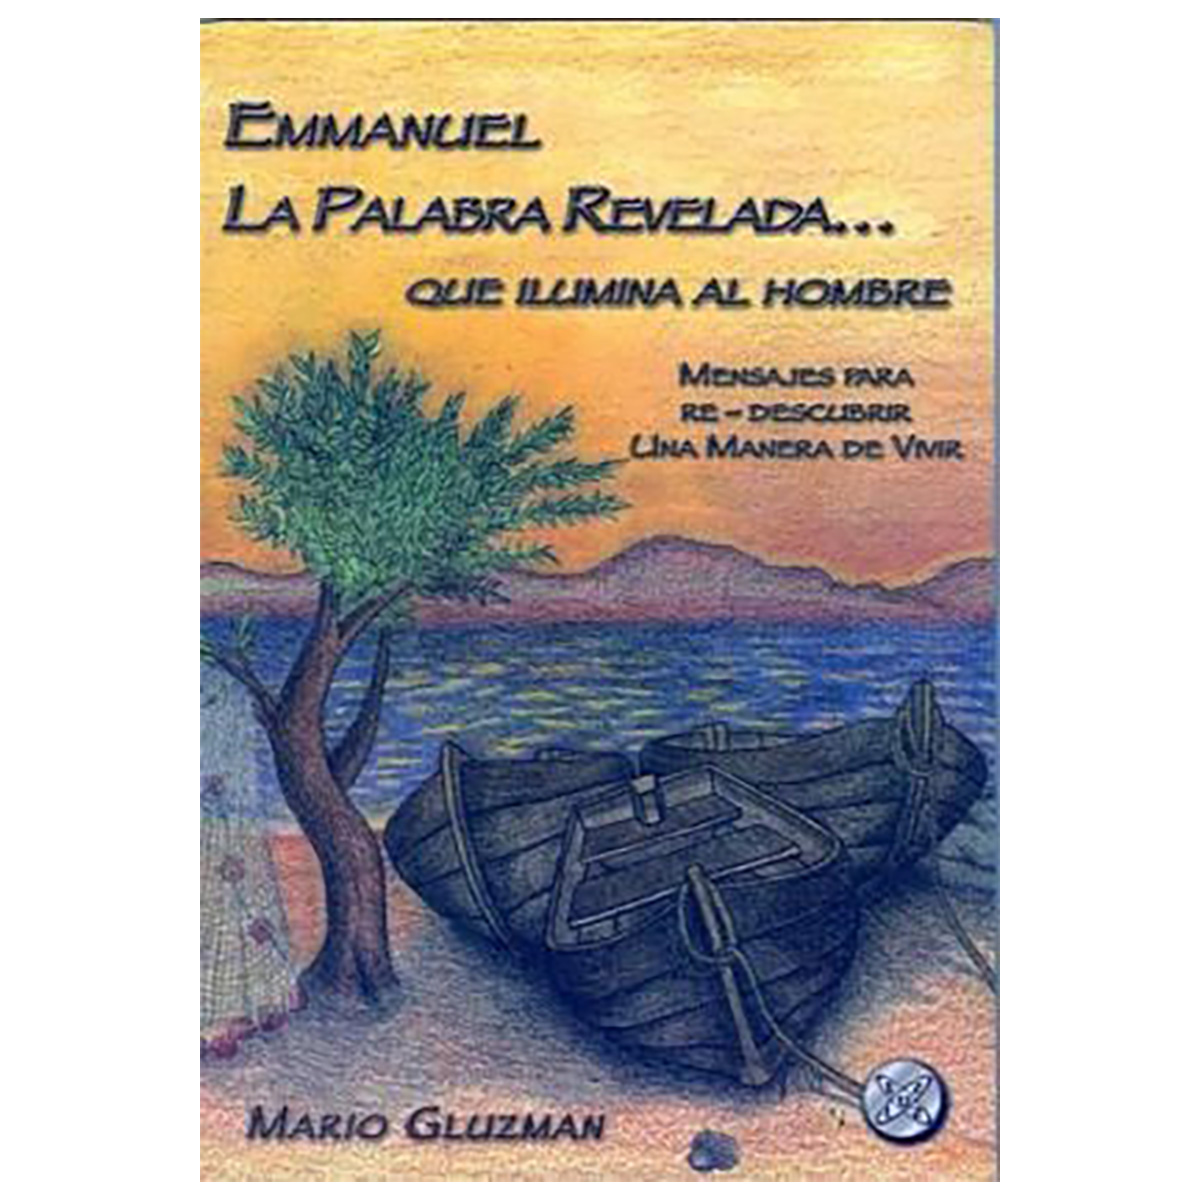 EMMANUEL
LA PALABRA REVELADA...
QUE ILUMINA AL HOMBRE
MENSAJES PARA
RE - DESCUBRIR
UNA MANERA DE VIVIR
MARIO GLUZMAN